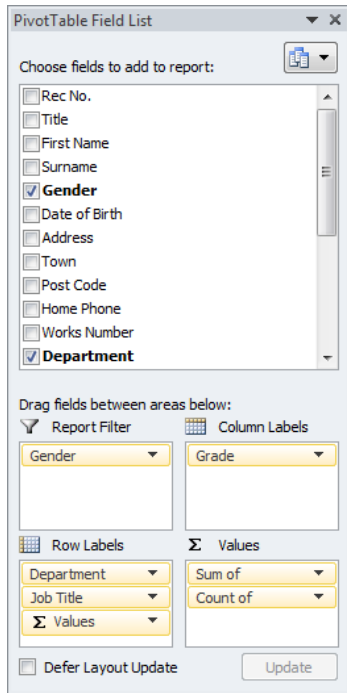 PivotTable Field List
Choose fields to add to report:
Rec No.
Title
First Name
Surname
Gender
Date of Birth
Address
Town
Post Code
Home Phone
Works Number
Department
Drag fields between areas below:
Report Filter
Column Labels
Gender
Grade
Row Labels
Σ Values
Department
Sum of
Job Title
Count of
Σ Values
Defer Layout Update
Update